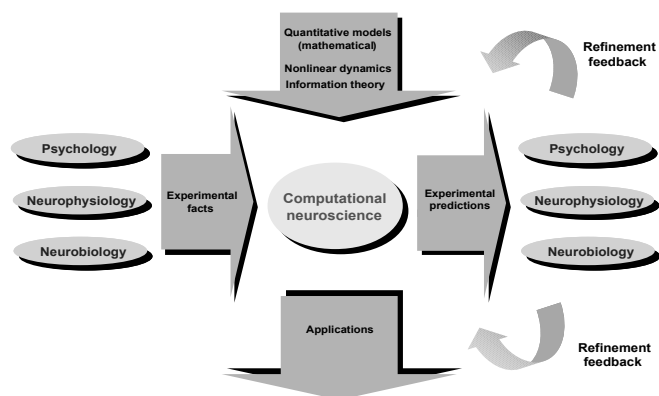 Quantitative models
(mathematical)
Nonlinear dynamics
Information theory
Refinement
feedback
Psychology
Neurophysiology
Neurobiology
Experimental
facts
Computational
neuroscience
Experimental
predictions
Psychology
Neurophysiology
Neurobiology
Applications
Refinement
feedback